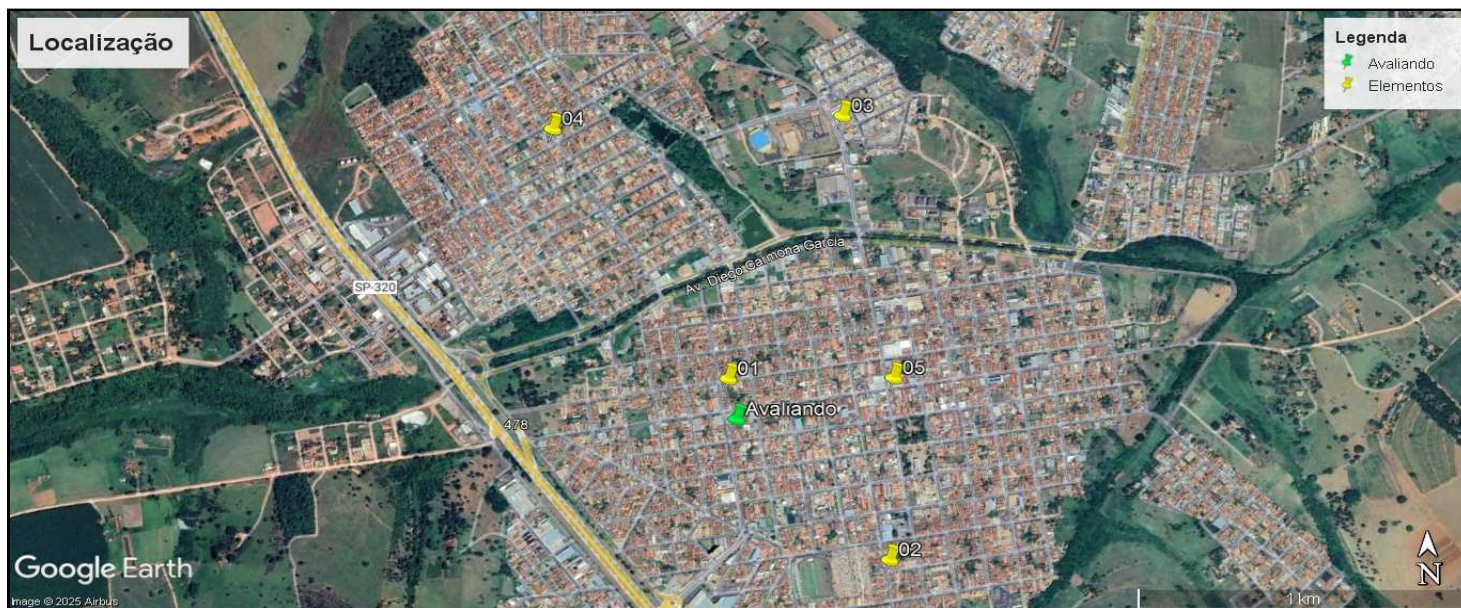 Localização
Legenda
Avaliando
Elementos
04
03
Av. Diego Carmona Garcia
SP-320
01
05
Avaliando
478
02
N
Google Earth
Image © 2025 Airbus
1 km